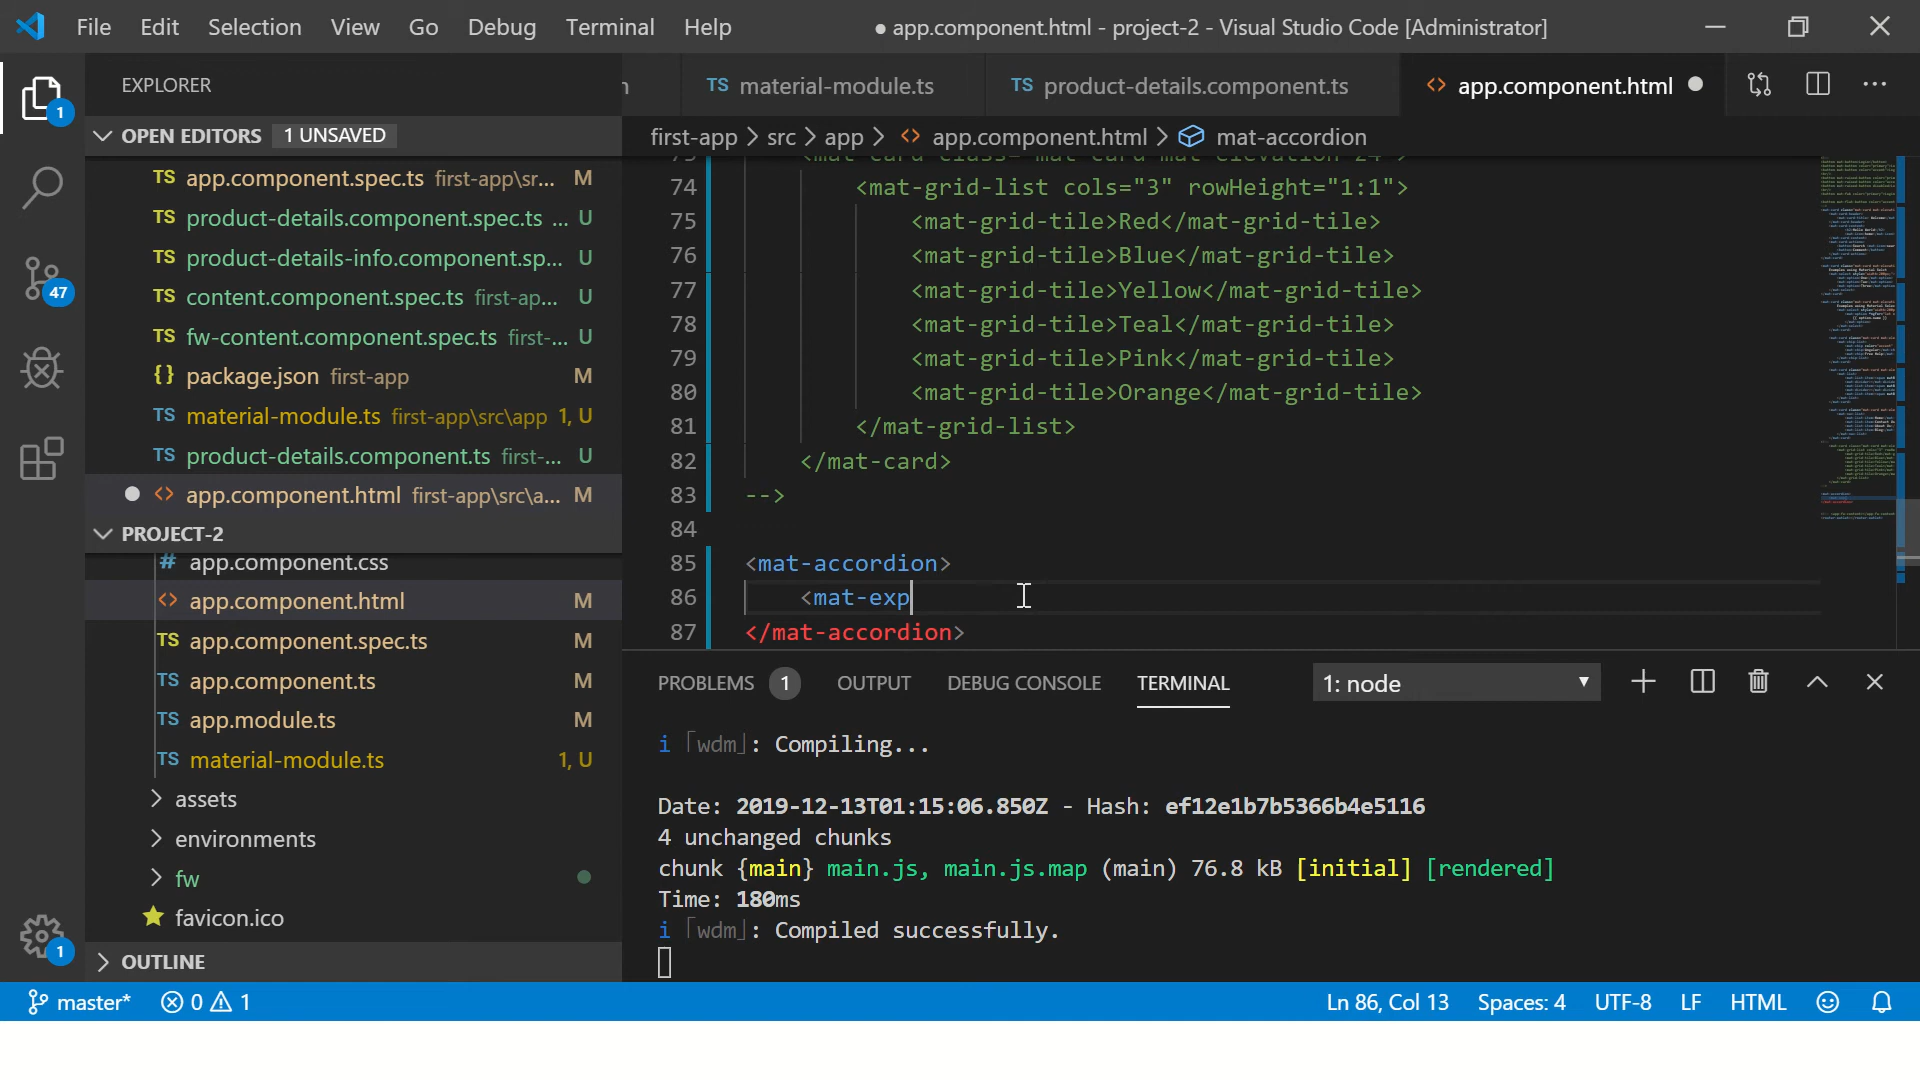 File Edit Selection View Go Debug Terminal Help ● app.component.html - project-2 - Visual Studio Code [Administrator]
EXPLORER
TS material-module.ts TS product-details.component.ts <> app.component.html ●
OPEN EDITORS 1 UNSAVED
first-app > src > app > <> app.component.html > mat-accordion
TS app.component.spec.ts first-app\sr... M
TS product-details.component.spec.ts ... U
TS product-details-info.component.sp... U
TS content.component.spec.ts first-ap... U
TS fw-content.component.spec.ts first-... U
{} package.json first-app M
TS material-module.ts first-app\src\app 1, U
TS product-details.component.ts first-... U
● <> app.component.html first-app\src\a... M
PROJECT-2
# app.component.css
<> app.component.html M
TS app.component.spec.ts M
TS app.component.ts M
TS app.module.ts M
TS material-module.ts 1, U
assets
environments
fw
favicon.ico
OUTLINE
1
47
1
73 <mat-card class="mat-card mat-elevation-z4">
74 <mat-grid-list cols="3" rowHeight="1:1">
75 <mat-grid-tile>Red</mat-grid-tile>
76 <mat-grid-tile>Blue</mat-grid-tile>
77 <mat-grid-tile>Yellow</mat-grid-tile>
78 <mat-grid-tile>Teal</mat-grid-tile>
79 <mat-grid-tile>Pink</mat-grid-tile>
80 <mat-grid-tile>Orange</mat-grid-tile>
81 </mat-grid-list>
82 </mat-card>
83 -->
84
85 <mat-accordion>
86 <mat-exp
87 </mat-accordion>
PROBLEMS 1 OUTPUT DEBUG CONSOLE TERMINAL 1: node
i ｢wdm｣: Compiling...
Date: 2019-12-13T01:15:06.850Z - Hash: ef12e1b7b5366b4e5116
4 unchanged chunks
chunk {main} main.js, main.js.map (main) 76.8 kB [initial] [rendered]
Time: 180ms
i ｢wdm｣: Compiled successfully.
master* 0 1 Ln 86, Col 13 Spaces: 4 UTF-8 LF HTML